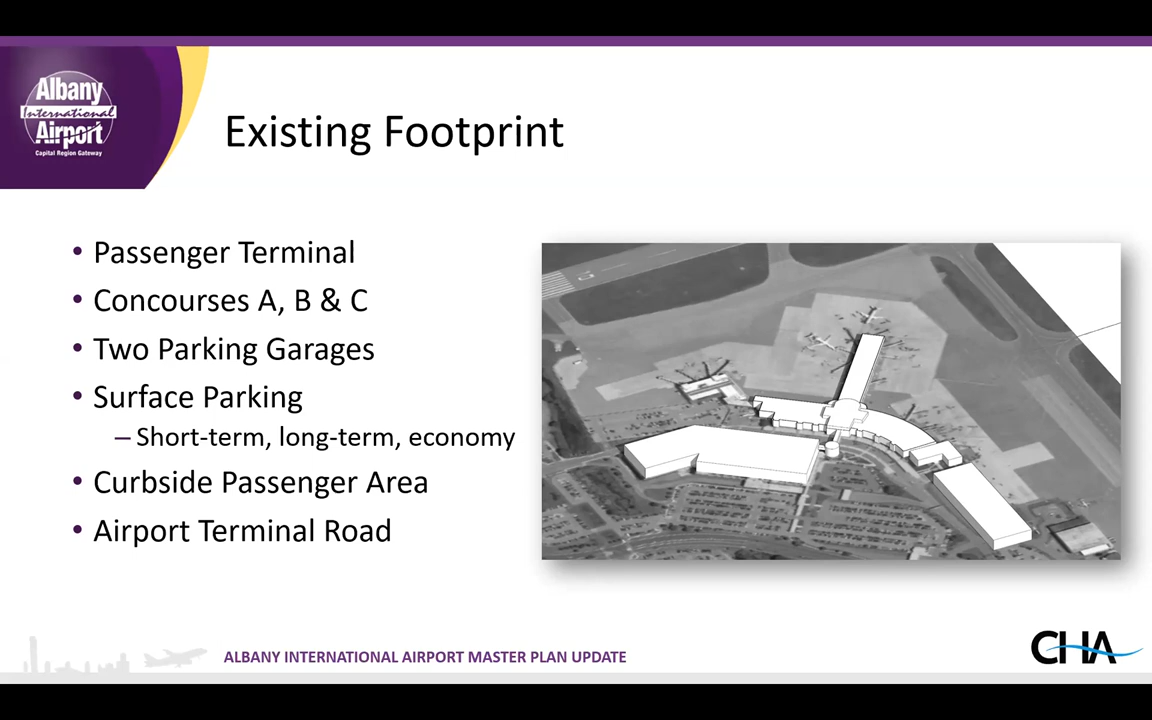 Albany
International
Airport
Capital Region Gateway
Existing Footprint
• Passenger Terminal
• Concourses A, B & C
• Two Parking Garages
• Surface Parking
– Short-term, long-term, economy
• Curbside Passenger Area
• Airport Terminal Road
ALBANY INTERNATIONAL AIRPORT MASTER PLAN UPDATE
CHA